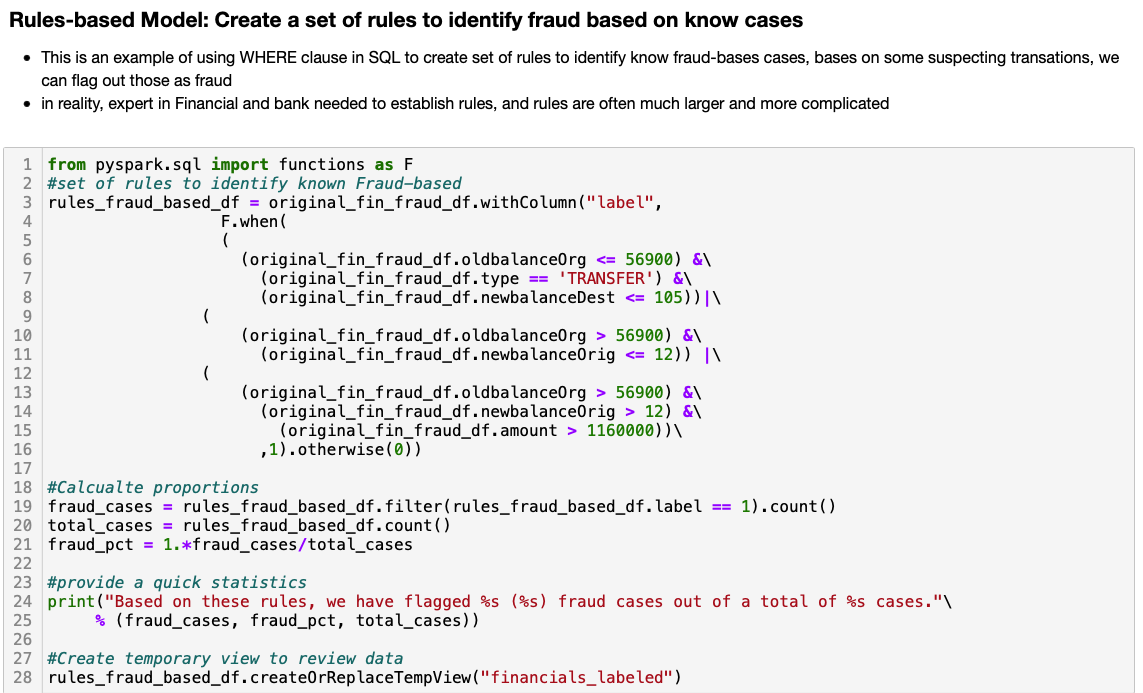 Rules-based Model: Create a set of rules to identify fraud based on know cases
• This is an example of using WHERE clause in SQL to create set of rules to identify know fraud-bases cases, bases on some suspecting transations, we
can flag out those as fraud
• in reality, expert in Financial and bank needed to establish rules, and rules are often much larger and more complicated
1 from pyspark.sql import functions as F
2 #set of rules to identify known Fraud-based
3 rules_fraud_based_df = original_fin_fraud_df.withColumn("label",
4                   F.when(
5                   (
6                     (original_fin_fraud_df.oldbalanceOrg <= 56900) &\
7                       (original_fin_fraud_df.type == 'TRANSFER') &\
8                       (original_fin_fraud_df.newbalanceDest <= 105))|\
9                 (
10                     (original_fin_fraud_df.oldbalanceOrg > 56900) &\
11                       (original_fin_fraud_df.newbalanceOrig <= 12)) |\
12                 (
13                     (original_fin_fraud_df.oldbalanceOrg > 56900) &\
14                       (original_fin_fraud_df.newbalanceOrig > 12) &\
15                         (original_fin_fraud_df.amount > 1160000))\
16                       ,1).otherwise(0))
17
18 #Calcualte proportions
19 fraud_cases = rules_fraud_based_df.filter(rules_fraud_based_df.label == 1).count()
20 total_cases = rules_fraud_based_df.count()
21 fraud_pct = 1.*fraud_cases/total_cases
22
23 #provide a quick statistics
24 print("Based on these rules, we have flagged %s (%s) fraud cases out of a total of %s cases."\
25      % (fraud_cases, fraud_pct, total_cases))
26
27 #Create temporary view to review data
28 rules_fraud_based_df.createOrReplaceTempView("financials_labeled")